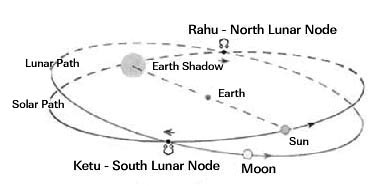 Rahu - North Lunar Node
Lunar Path
Earth Shadow
Earth
Solar Path
Sun
Ketu - South Lunar Node
Moon